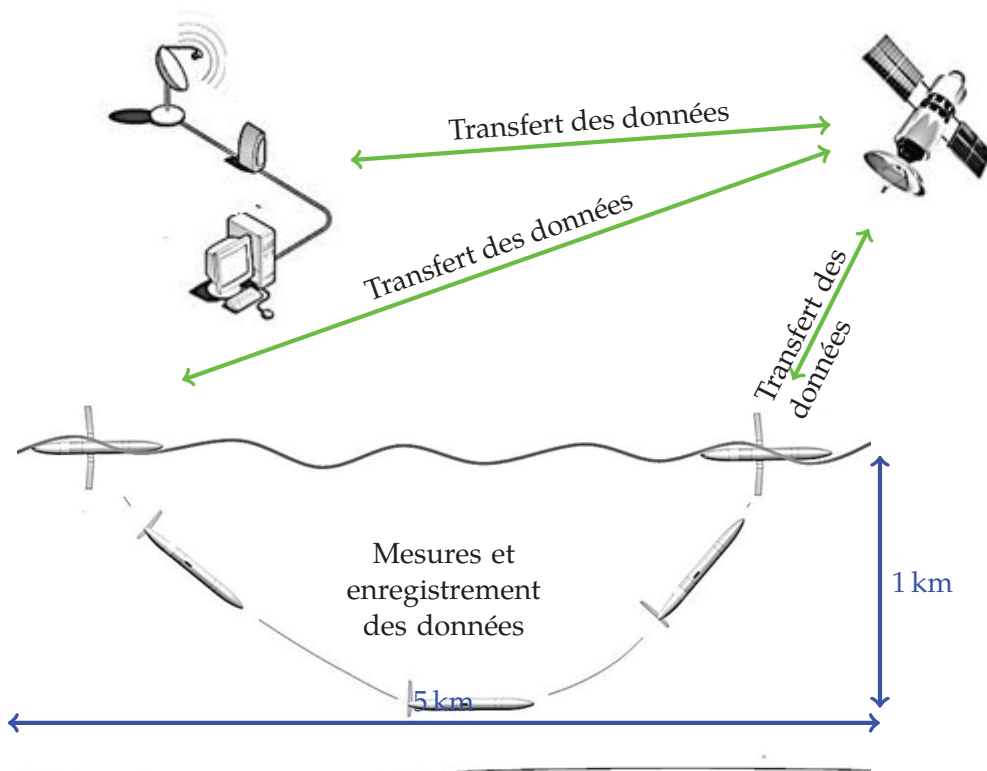 Transfert des données
Transfert des données
Transfert des
données
Mesures et
enregistrement
des données
1 km
5 km